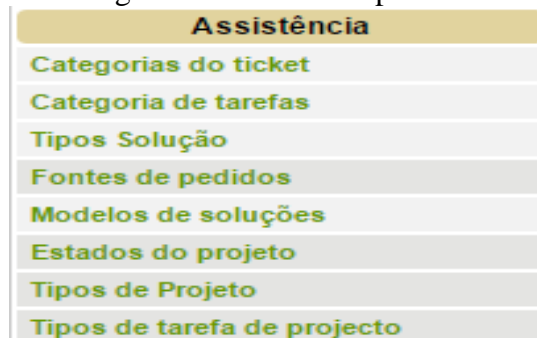 Assistência
Categorias do ticket
Categoria de tarefas
Tipos Solução
Fontes de pedidos
Modelos de soluções
Estados do projeto
Tipos de Projeto
Tipos de tarefa de projecto